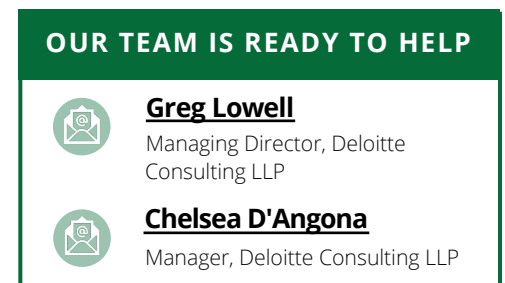 OUR TEAM IS READY TO HELP
@
Greg Lowell
Managing Director, Deloitte
Consulting LLP
@
Chelsea D'Angona
Manager, Deloitte Consulting LLP